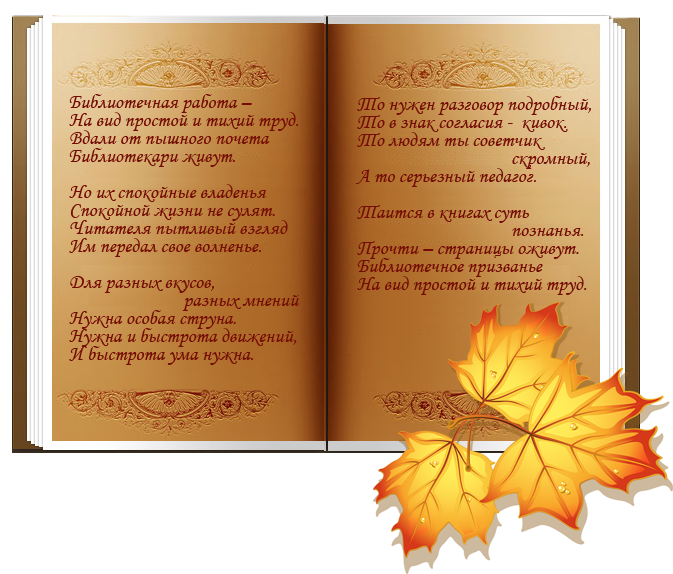 Библиотечная работа –
На вид простой и тихий труд.
Вдали от пышного почета
Библиотекари живут.

Но их спокойные владенья
Спокойной жизни не сулят.
Читателя пытливый взгляд
Им передал свое волненье.

Для разных вкусов,
разных мнений
Нужна особая струна.
Нужна и быстрота движений,
И быстрота ума нужна.

То нужен разговор подробный,
То в знак согласия - кивок.
То людям ты советчик
скромный,
А то серьезный педагог.

Таится в книгах суть
познанья.
Прочти – страницы оживут.
Библиотечное призванье
На вид простой и тихий труд.